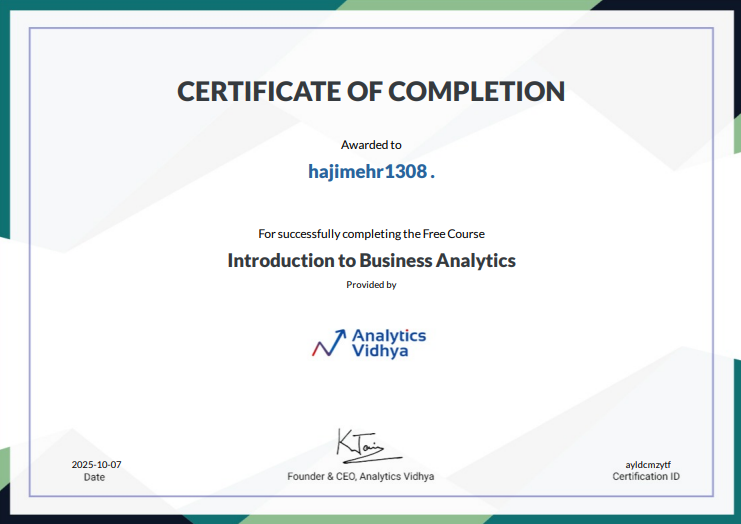 CERTIFICATE OF COMPLETION
Awarded to
hajimehr1308 .
For successfully completing the Free Course
Introduction to Business Analytics
Provided by
Analytics
Vidhya
2025-10-07
Date
Founder & CEO, Analytics Vidhya
ayldcmzytf
Certification ID